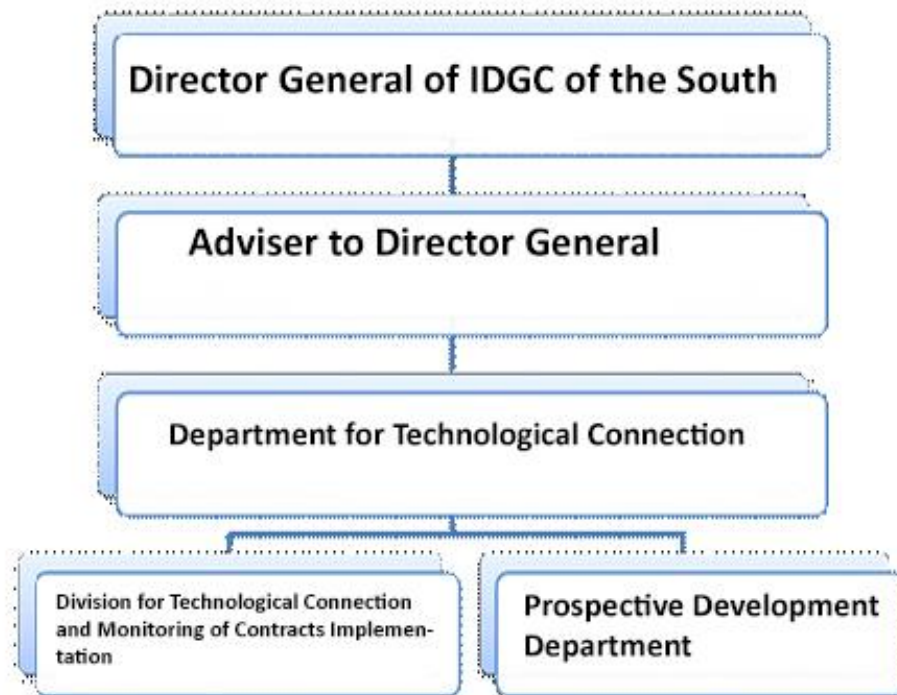 Director General of IDGC of the South
Adviser to Director General
Department for Technological Connection
Division for Technological Connection
and Monitoring of Contracts Implemen-
tation
Prospective Development
Department